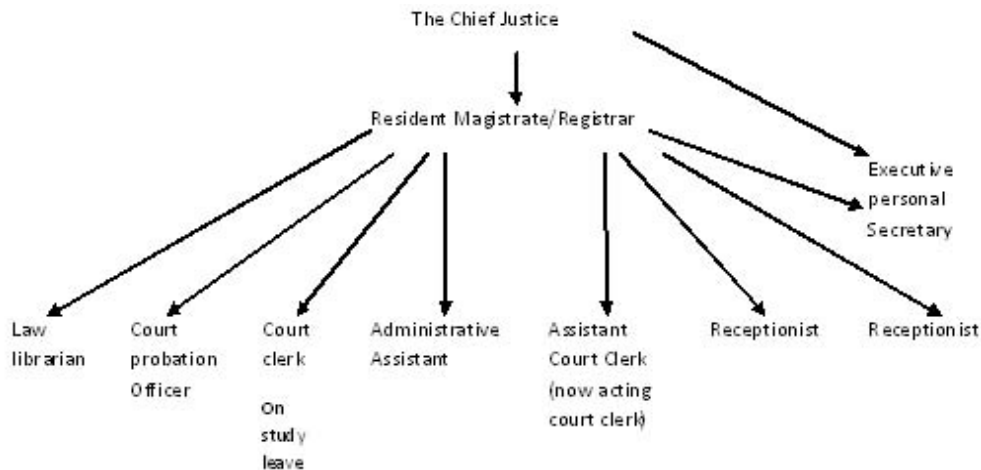 The Chief Justice
Resident Magistrate/Registrar
Executive
personal
Secretary
Law
librarian
Court
probation
Officer
Court
clerk
On
study
leave
Administrative
Assistant
Assistant
Court Clerk
(now acting
court clerk)
Receptionist
Receptionist